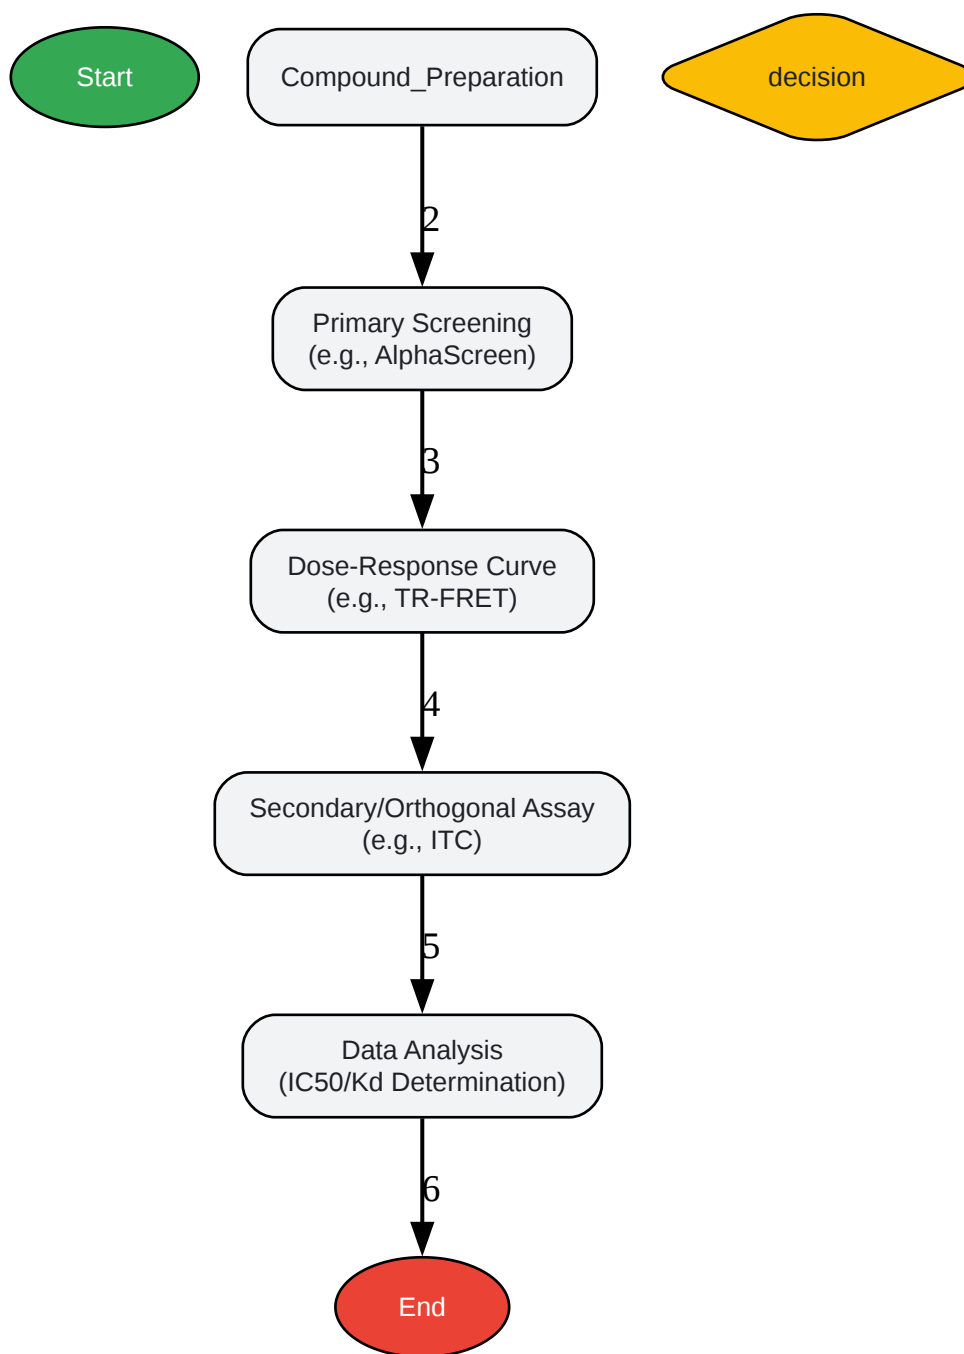 Start
Compound_Preparation
decision
2
Primary Screening
(e.g., AlphaScreen)
3
Dose-Response Curve
(e.g., TR-FRET)
4
Secondary/Orthogonal Assay
(e.g., ITC)
5
Data Analysis
(IC50/Kd Determination)
6
End